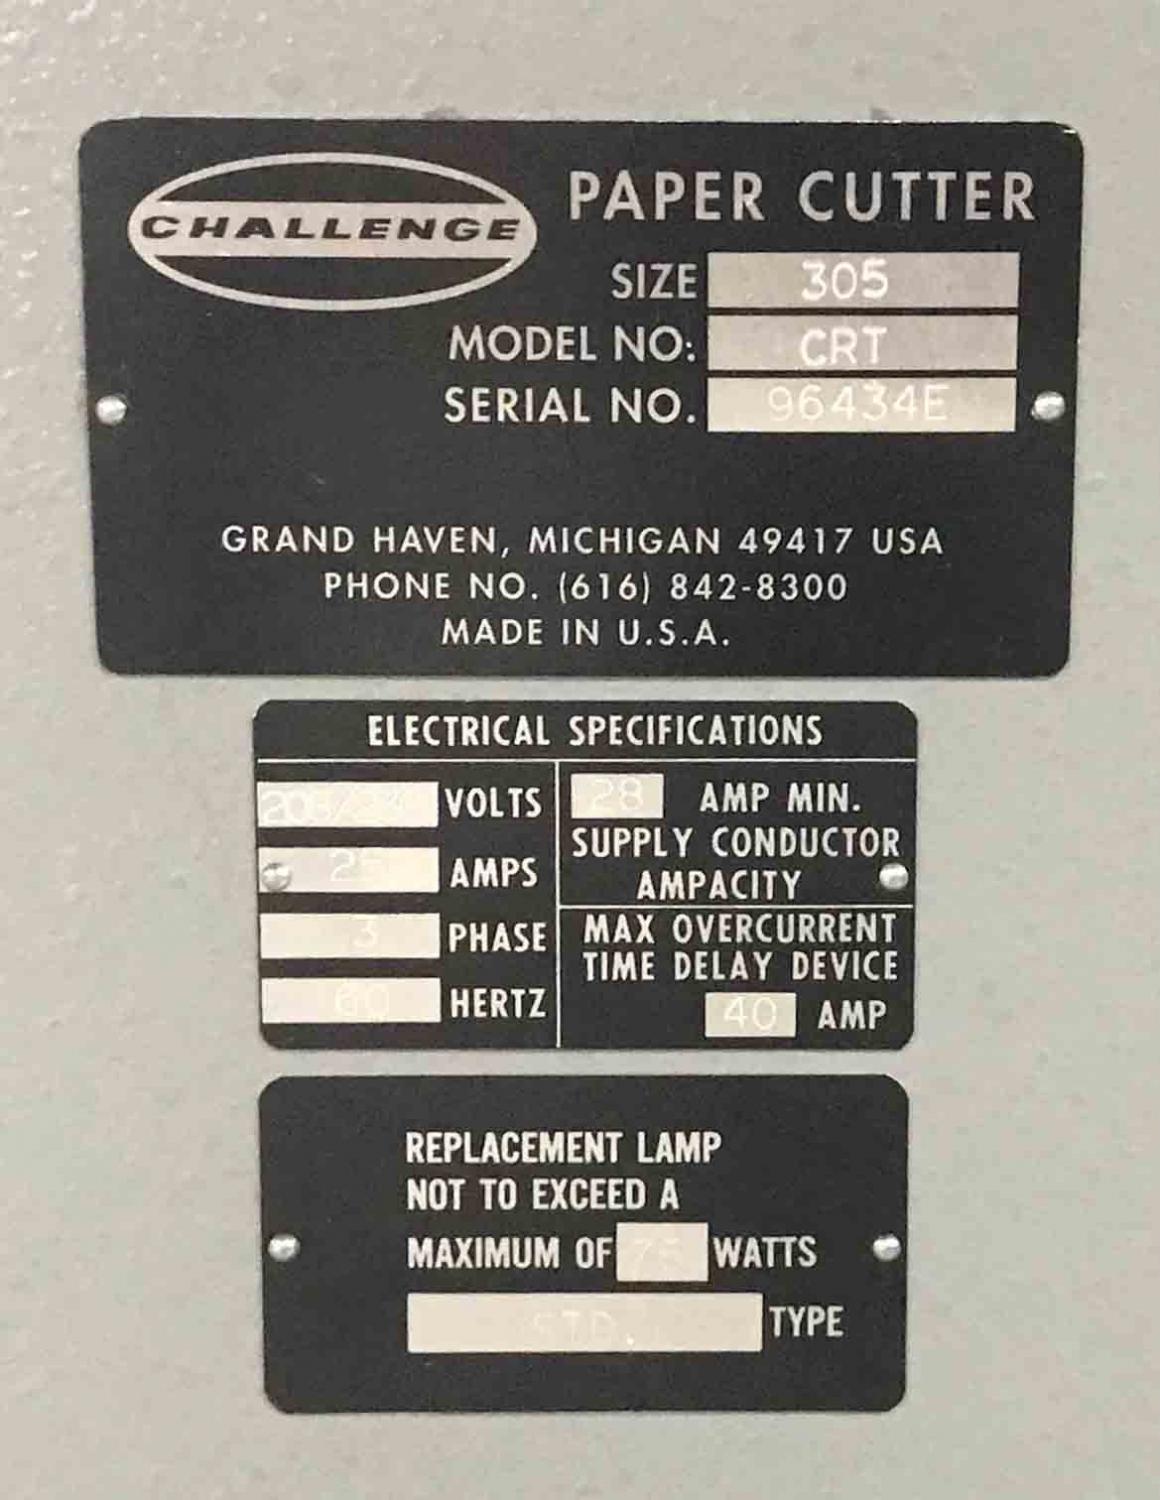 CHALLENGE
PAPER CUTTER
SIZE 305
MODEL NO: CRT
SERIAL NO. 96434E
GRAND HAVEN, MICHIGAN 49417 USA
PHONE NO. (616) 842-8300
MADE IN U.S.A.
ELECTRICAL SPECIFICATIONS
VOLTS
25 AMPS
3 PHASE
60 HERTZ
28 AMP MIN.
SUPPLY CONDUCTOR
AMPACITY
MAX OVERCURRENT
TIME DELAY DEVICE
40 AMP
REPLACEMENT LAMP
NOT TO EXCEED A
MAXIMUM OF 75 WATTS
STD. TYPE